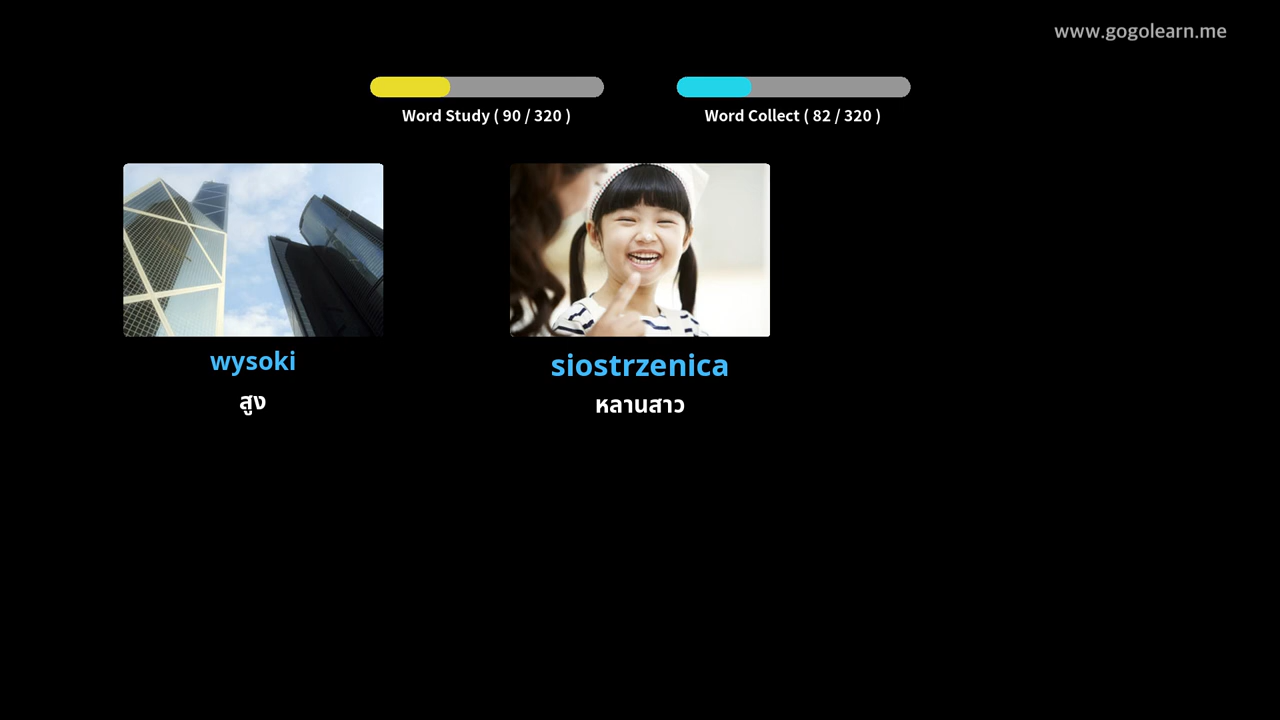 www.gogolearn.me
Word Study ( 90 / 320 )
Word Collect ( 82 / 320 )
wysoki
สูง
siostrzenica
หลานสาว